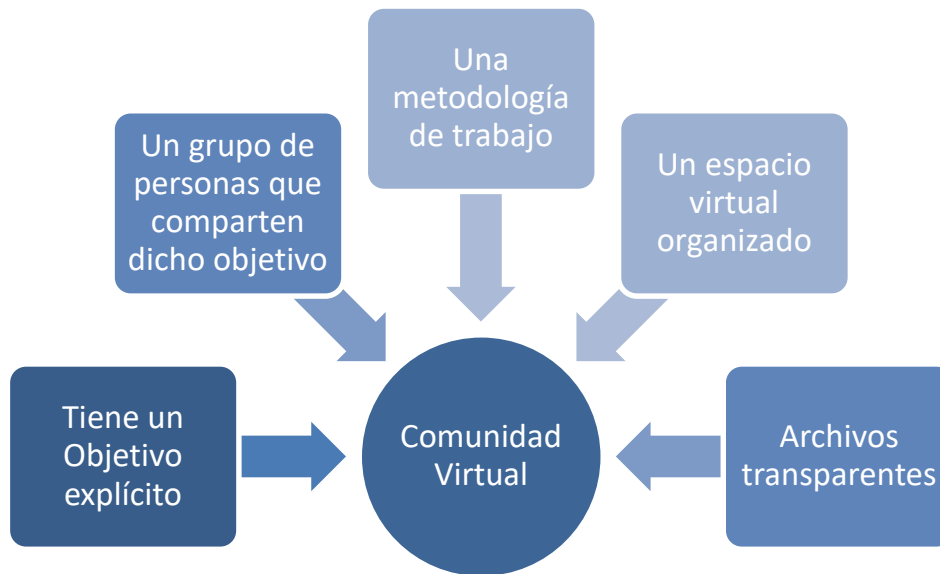 Una
metodología
de trabajo
Un grupo de
personas que
comparten
dicho objetivo
Un espacio
virtual
organizado
Tiene un
Objetivo
explícito
Comunidad
Virtual
Archivos
transparentes